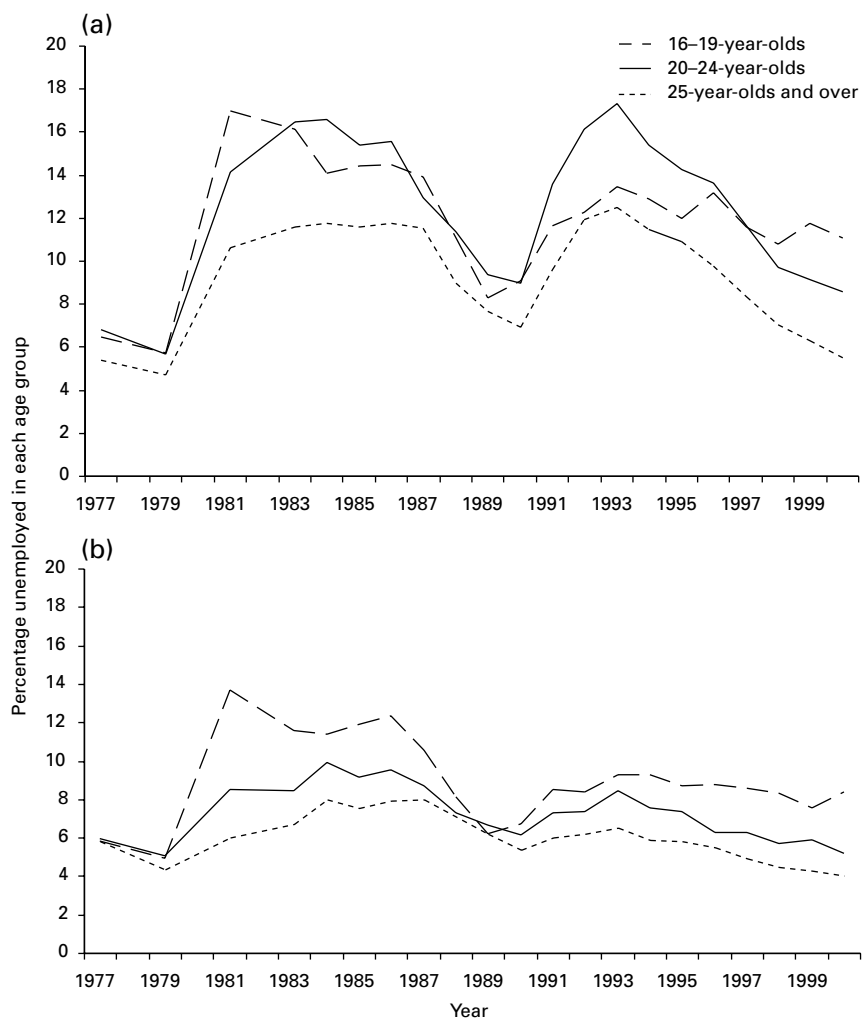 (a)
16–19-year-olds
20–24-year-olds
25-year-olds and over
20
18
16
14
12
10
8
6
4
2
0
1977 1979 1981 1983 1985 1987 1989 1991 1993 1995 1997 1999
Percentage unemployed in each age group
(b)
20
18
16
14
12
10
8
6
4
2
0
1977 1979 1981 1983 1985 1987 1989 1991 1993 1995 1997 1999
Year